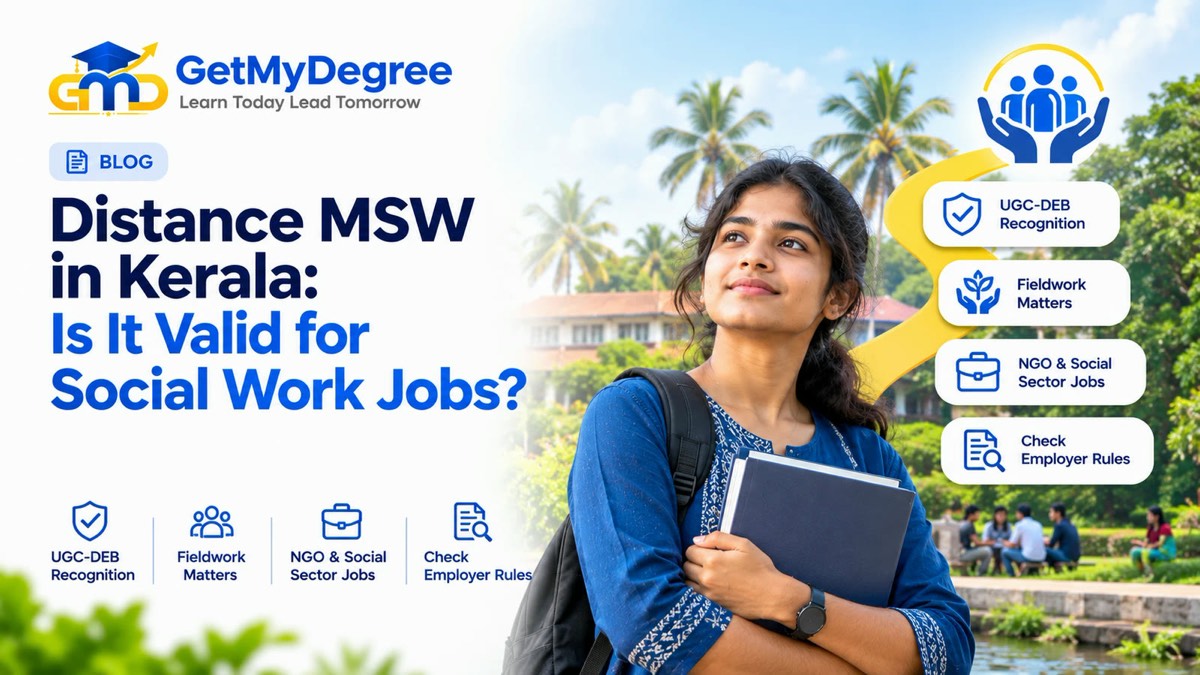 GMD
GetMyDegree
Learn Today Lead Tomorrow
BLOG
Distance MSW
in Kerala:
Is It Valid for
Social Work Jobs?
UGC-DEB
Recognition
Fieldwork
Matters
NGO & Social
Sector Jobs
Check
Employer Rules
UGC-DEB
Recognition
Fieldwork
Matters
NGO & Social
Sector Jobs
Check
Employer Rules